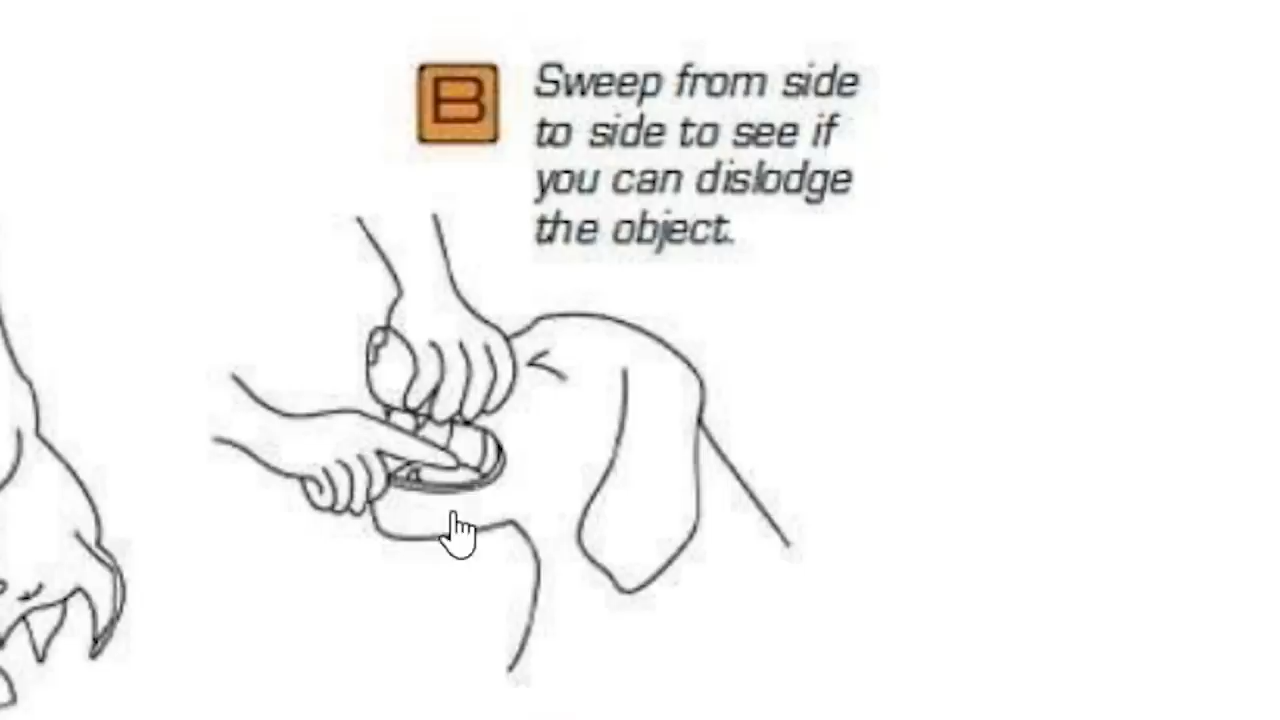 B
Sweep from side
to side to see if
you can dislodge
the object.